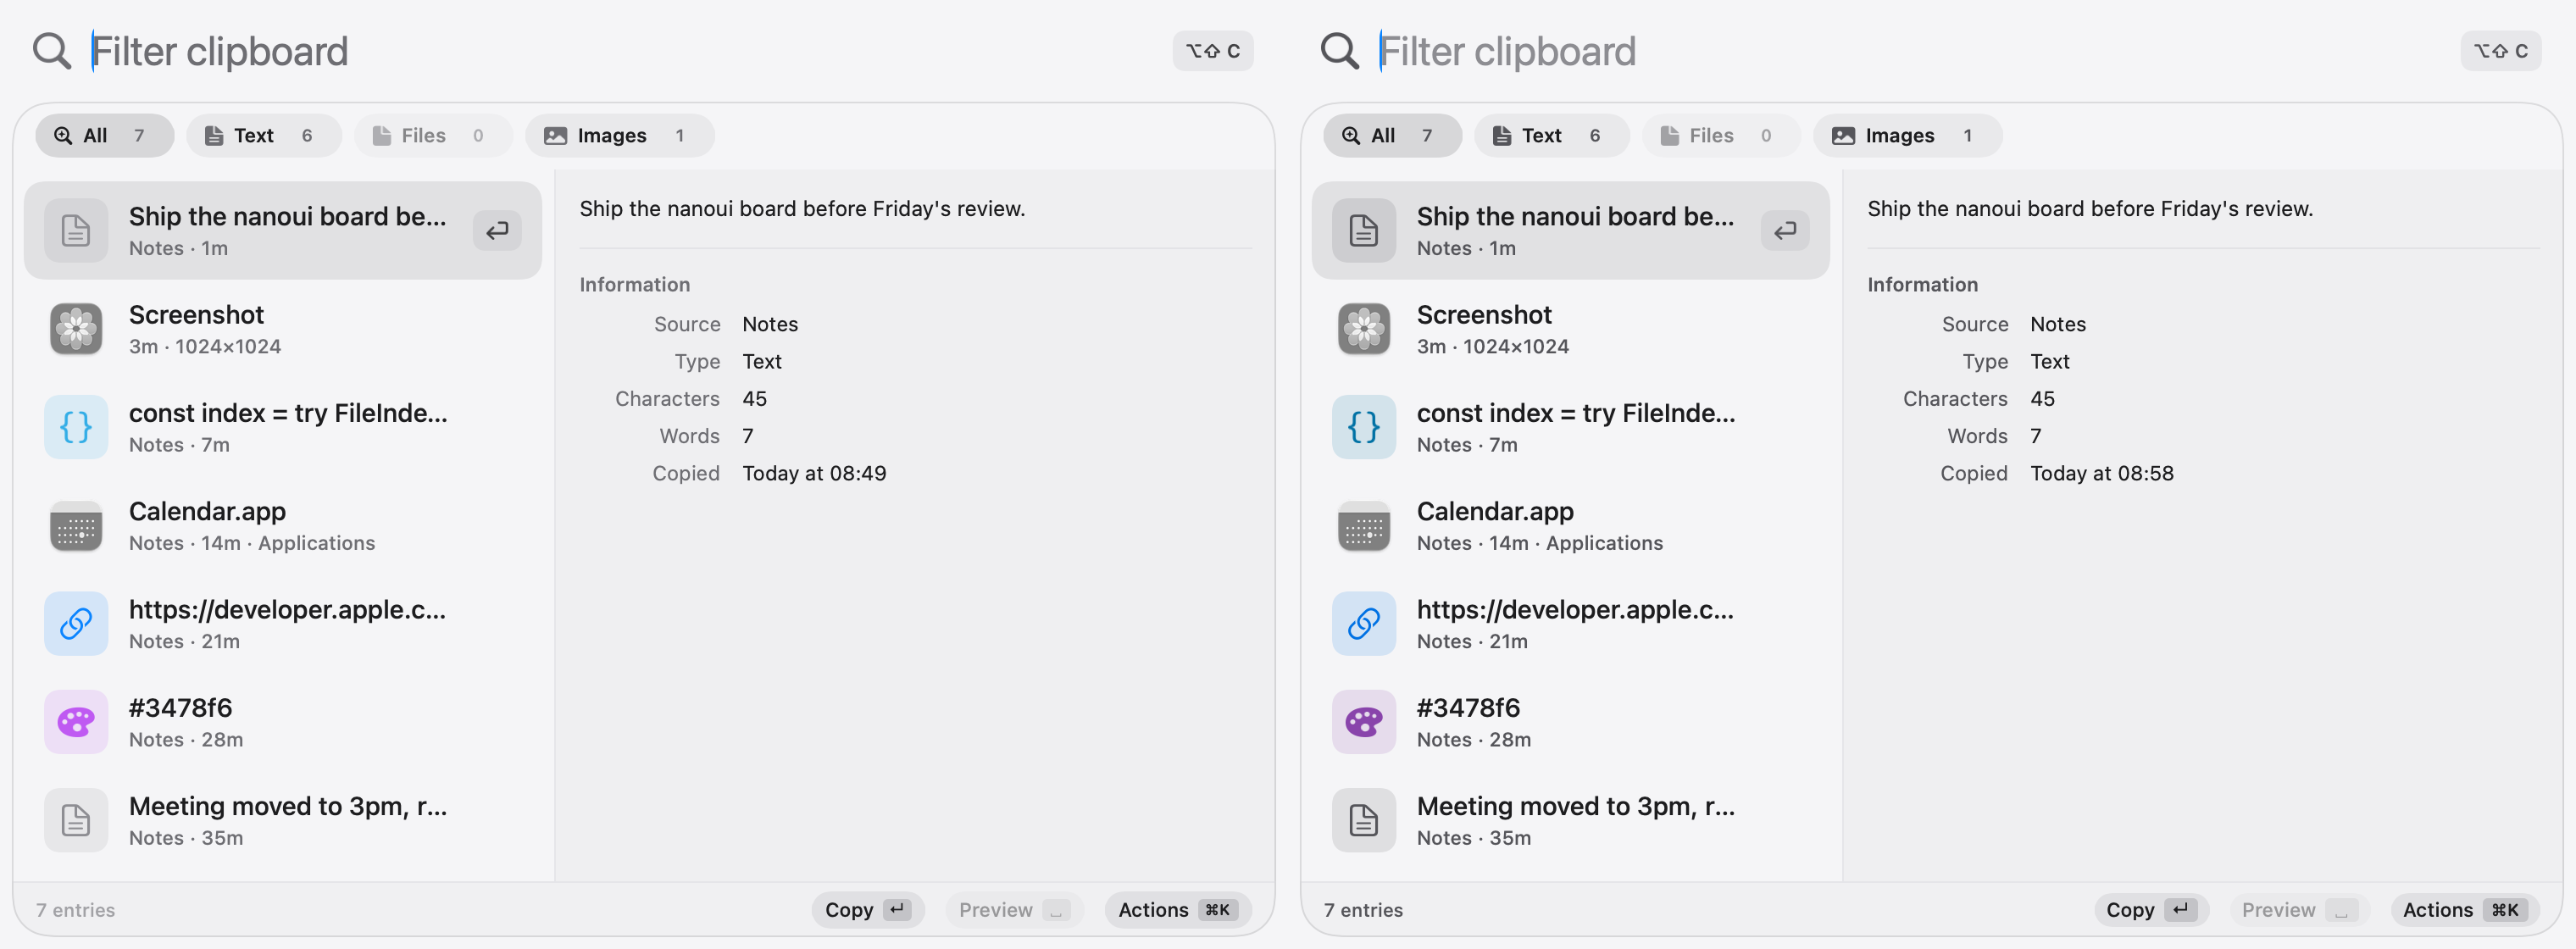 Filter clipboard
⌥⇧ C
All 7
Text 6
Files 0
Images 1
Ship the nanoui board be...
Notes · 1m
Screenshot
3m · 1024×1024
const index = try FileInde...
Notes · 7m
Calendar.app
Notes · 14m · Applications
https://developer.apple.c...
Notes · 21m
#3478f6
Notes · 28m
Meeting moved to 3pm, r...
Notes · 35m
Ship the nanoui board before Friday's review.
Information
Source Notes
Type Text
Characters 45
Words 7
Copied Today at 08:49
7 entries
Copy ↵
Preview ⎵
Actions ⌘K
Filter clipboard
⌥⇧ C
All 7
Text 6
Files 0
Images 1
Ship the nanoui board be...
Notes · 1m
Screenshot
3m · 1024×1024
const index = try FileInde...
Notes · 7m
Calendar.app
Notes · 14m · Applications
https://developer.apple.c...
Notes · 21m
#3478f6
Notes · 28m
Meeting moved to 3pm, r...
Notes · 35m
Ship the nanoui board before Friday's review.
Information
Source Notes
Type Text
Characters 45
Words 7
Copied Today at 08:58
7 entries
Copy ↵
Preview ⎵
Actions ⌘K